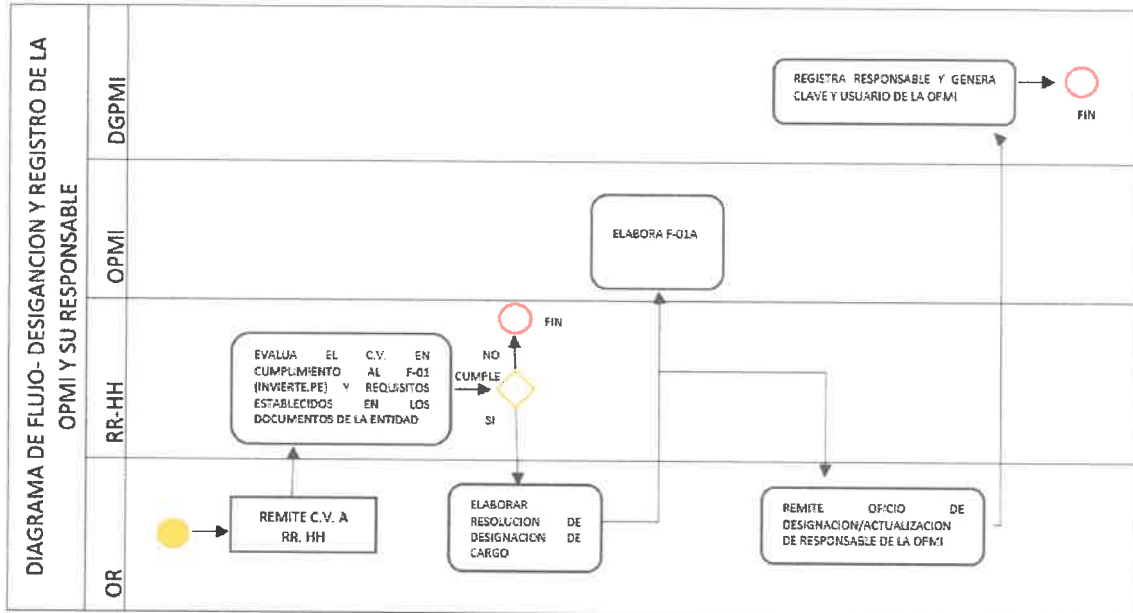 DIAGRAMA DE FLUJO- DESIGANCION Y REGISTRO DE LA
OPMI Y SU RESPONSABLE
DGPMI
REGISTRA RESPONSABLE Y GENERA
CLAVE Y USUARIO DE LA OPMI
FIN
OPMI
ELABORA F-01A
RR-HH
EVALUA EL C.V. EN
CUMPLIMIENTO AL F-01
(INVIERTE.PE) Y REQUISITOS
ESTABLECIDOS EN LOS
DOCUMENTOS DE LA ENTIDAD
FIN
NO
CUMPLE
SI
OR
REMITE C.V. A
RR. HH
ELABORAR
RESOLUCION DE
DESIGNACION DE
CARGO
REMITE OFICIO DE
DESIGNACION/ACTUALIZACION
DE RESPONSABLE DE LA OPMI